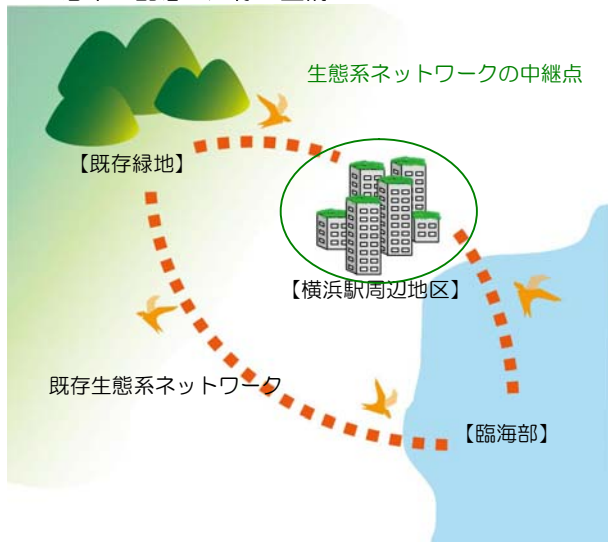 生態系ネットワークの中継点
【既存緑地】
【横浜駅周辺地区】
既存生態系ネットワーク
【臨海部】